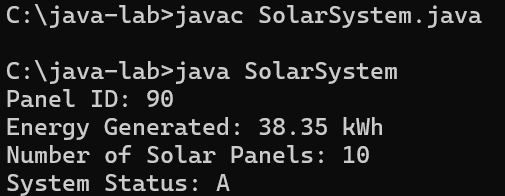 C:\java-lab>javac SolarSystem.java
C:\java-lab>java SolarSystem
Panel ID: 90
Energy Generated: 38.35 kWh
Number of Solar Panels: 10
System Status: A